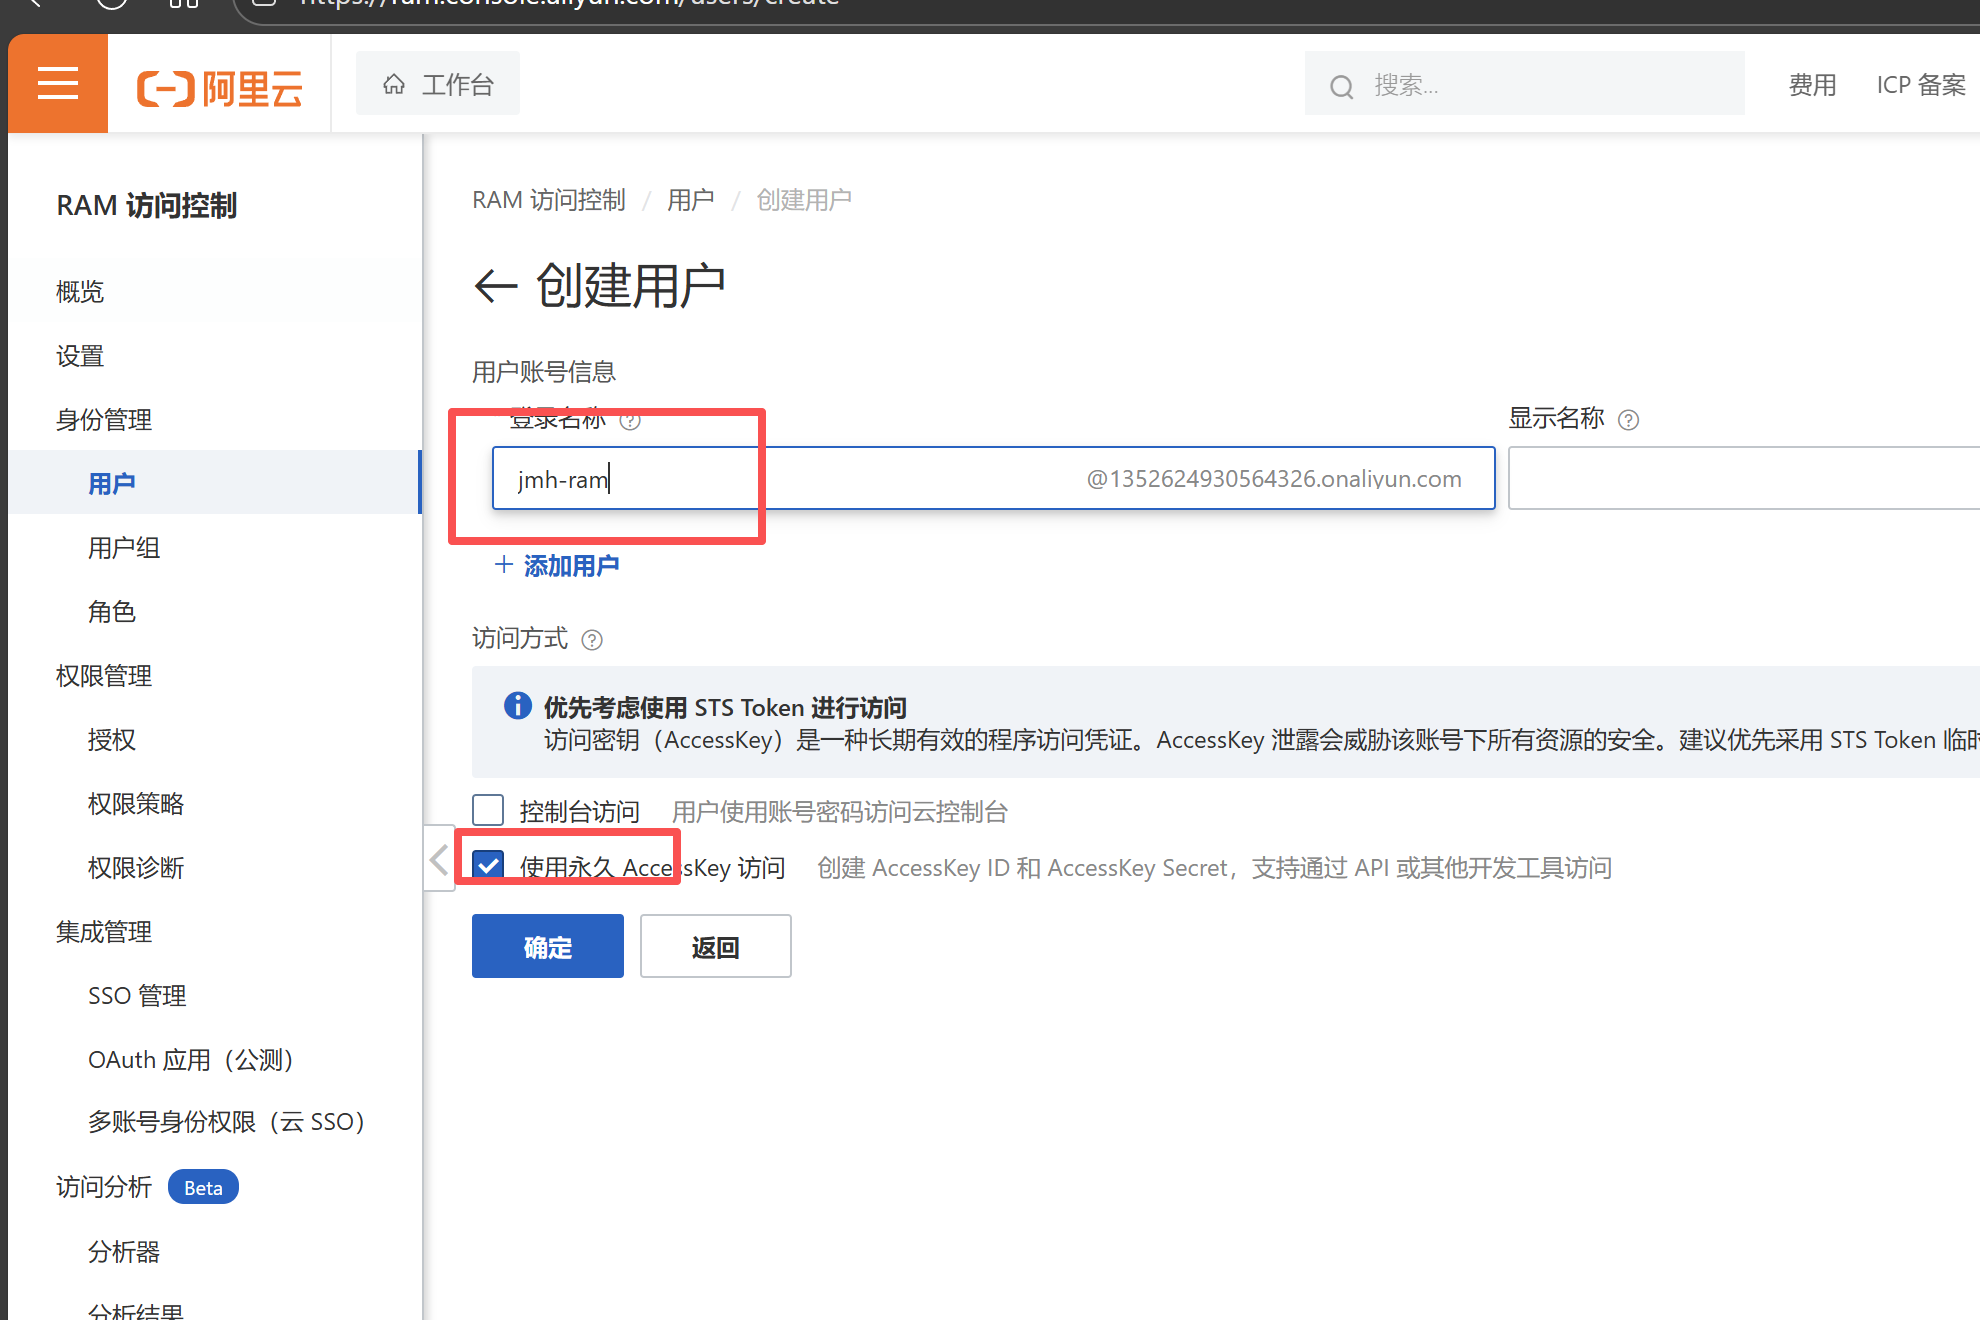 https://ram.console.aliyun.com/users/create
阿里云
工作台
搜索...
费用
ICP 备案
RAM 访问控制
概览
设置
身份管理
用户
用户组
角色
权限管理
授权
权限策略
权限诊断
集成管理
SSO 管理
OAuth 应用（公测）
多账号身份权限（云 SSO）
访问分析 Beta
分析器
分析结果
RAM 访问控制 / 用户 / 创建用户
← 创建用户
用户账号信息
登录名称 ?
显示名称 ?
jmh-ram
@1352624930564326.onaliyun.com
+ 添加用户
访问方式 ?
优先考虑使用 STS Token 进行访问
访问密钥（AccessKey）是一种长期有效的程序访问凭证。AccessKey 泄露会威胁该账号下所有资源的安全。建议优先采用 STS Token 临时
控制台访问 用户使用账号密码访问云控制台
使用永久 AccessKey 访问 创建 AccessKey ID 和 AccessKey Secret，支持通过 API 或其他开发工具访问
确定
返回